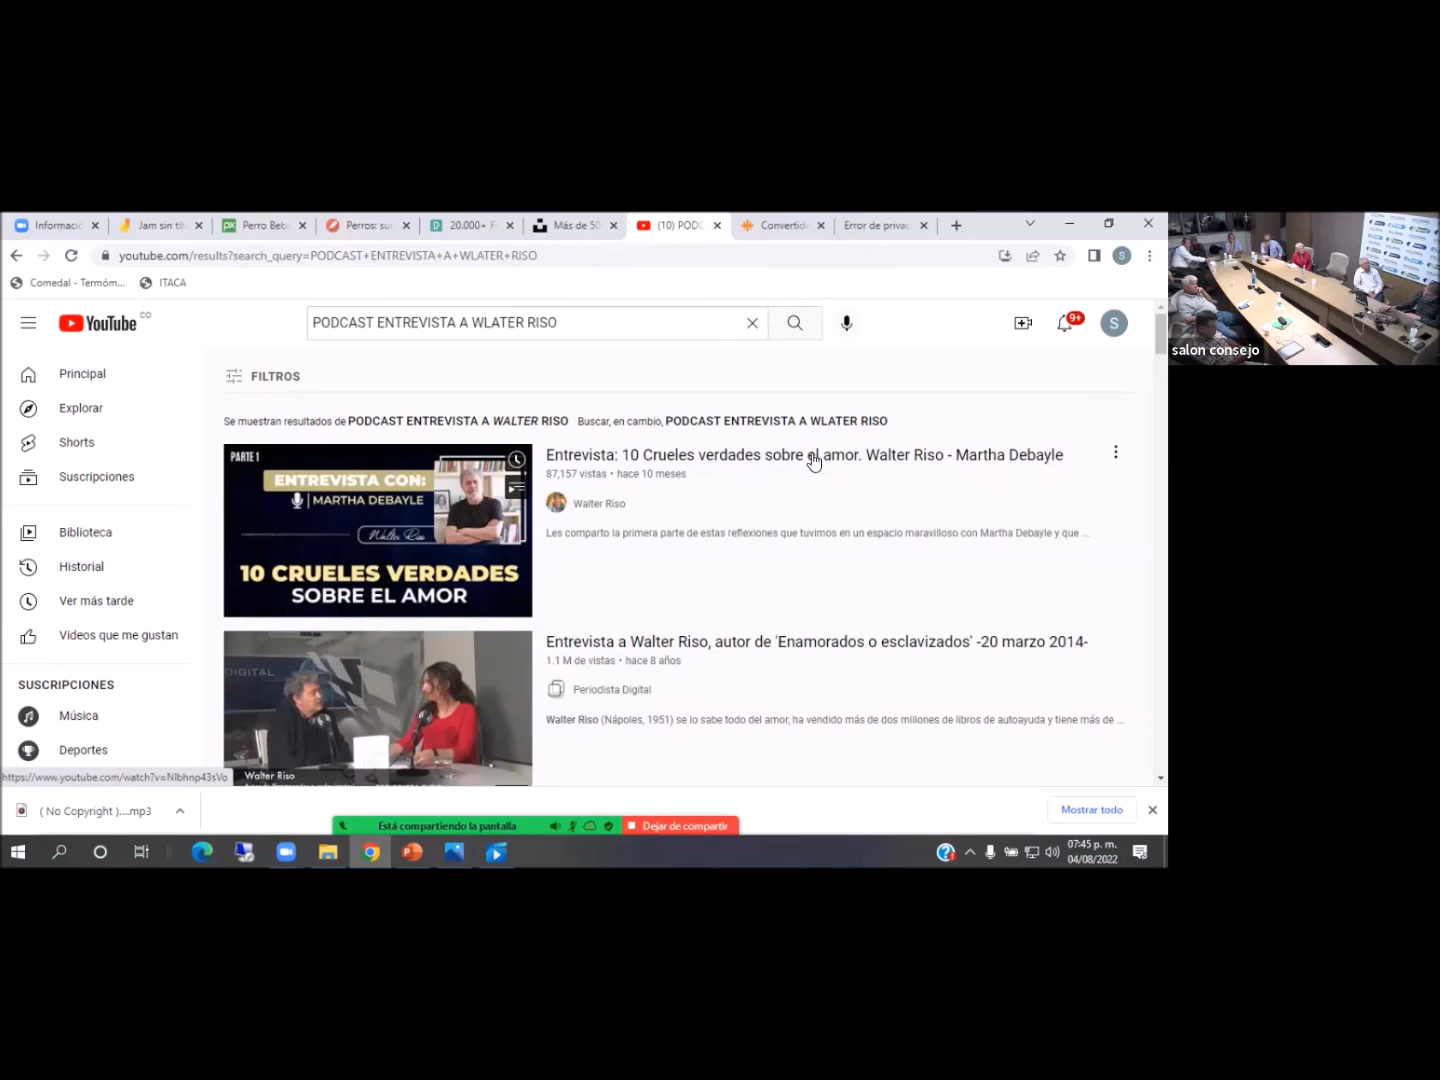 Informaci
Jam sin tít
Perro Beb
Perros: su
20.000+ F
Más de 50
(10) PODC
Convertid
Error de privac
youtube.com/results?search_query=PODCAST+ENTREVISTA+A+WLATER+RISO
S
Comedal - Termóm...
ITACA
YouTube CO
PODCAST ENTREVISTA A WLATER RISO
9+
S
salon consejo
Principal
Explorar
Shorts
Suscripciones
Biblioteca
Historial
Ver más tarde
Videos que me gustan
SUSCRIPCIONES
Música
Deportes
FILTROS
Se muestran resultados de PODCAST ENTREVISTA A WALTER RISO Buscar, en cambio, PODCAST ENTREVISTA A WLATER RISO
PARTE 1
ENTREVISTA CON:
MARTHA DEBAYLE
Walter Riso
10 CRUELES VERDADES
SOBRE EL AMOR
Entrevista: 10 Crueles verdades sobre el amor. Walter Riso - Martha Debayle
87,157 vistas • hace 10 meses
Walter Riso
Les comparto la primera parte de estas reflexiones que tuvimos en un espacio maravilloso con Martha Debayle y que ...
DIGITAL
Walter Riso
Entrevista a Walter Riso, autor de 'Enamorados o esclavizados' -20 marzo 2014-
1.1 M de vistas • hace 8 años
Periodista Digital
Walter Riso (Nápoles, 1951) se lo sabe todo del amor, ha vendido más de dos millones de libros de autoayuda y tiene más de ...
https://www.youtube.com/watch?v=NIbhnp43sVo
( No Copyright )....mp3
Mostrar todo
Está compartiendo la pantalla
Dejar de compartir
07:45 p. m.
04/08/2022